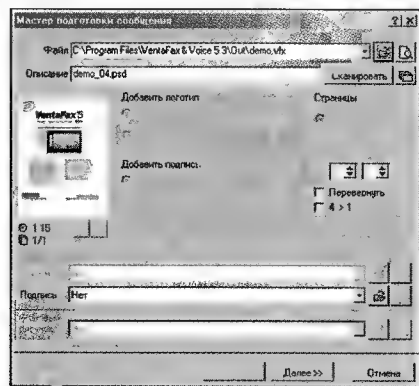 Мастер подготовки сообщения
Файл C:\Program Files\VentaFax & Voice 5.3\Out\demo.vfx
Описание demo_04.psd Сканировать
Добавить логотип Страницы
VentaFax 5
Добавить подпись
Перевернуть
4 > 1
1:15
1/1
Подпись Нет
Далее >> Отмена